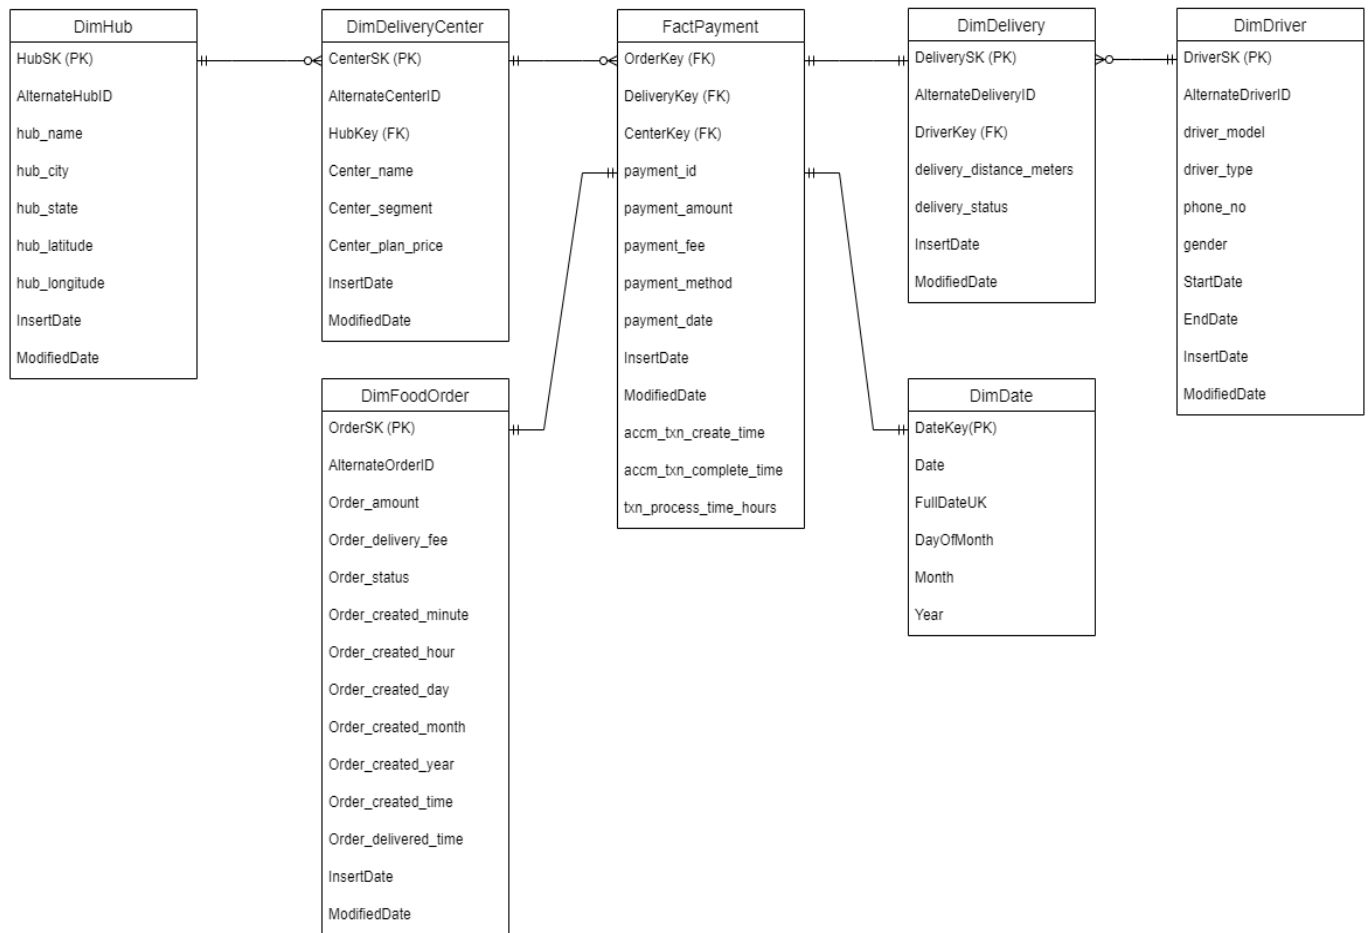 DimHub
HubSK (PK)
AlternateHubID
hub_name
hub_city
hub_state
hub_latitude
hub_longitude
InsertDate
ModifiedDate
DimDeliveryCenter
CenterSK (PK)
AlternateCenterID
HubKey (FK)
Center_name
Center_segment
Center_plan_price
InsertDate
ModifiedDate
DimFoodOrder
OrderSK (PK)
AlternateOrderID
Order_amount
Order_delivery_fee
Order_status
Order_created_minute
Order_created_hour
Order_created_day
Order_created_month
Order_created_year
Order_created_time
Order_delivered_time
InsertDate
ModifiedDate
FactPayment
OrderKey (FK)
DeliveryKey (FK)
CenterKey (FK)
payment_id
payment_amount
payment_fee
payment_method
payment_date
InsertDate
ModifiedDate
accm_txn_create_time
accm_txn_complete_time
txn_process_time_hours
DimDelivery
DeliverySK (PK)
AlternateDeliveryID
DriverKey (FK)
delivery_distance_meters
delivery_status
InsertDate
ModifiedDate
DimDate
DateKey(PK)
Date
FullDateUK
DayOfMonth
Month
Year
DimDriver
DriverSK (PK)
AlternateDriverID
driver_model
driver_type
phone_no
gender
StartDate
EndDate
InsertDate
ModifiedDate